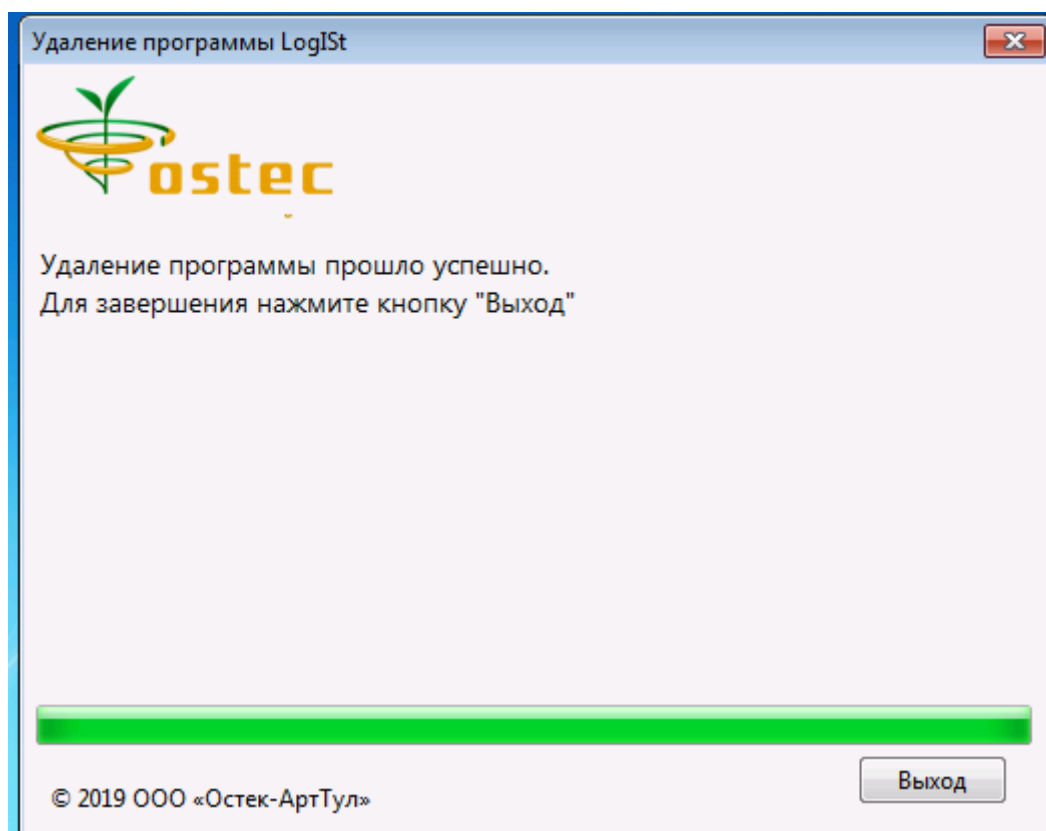 Удаление программы LogISt
ostec
Удаление программы прошло успешно.
Для завершения нажмите кнопку "Выход"
Выход
© 2019 ООО «Остек-АртТул»